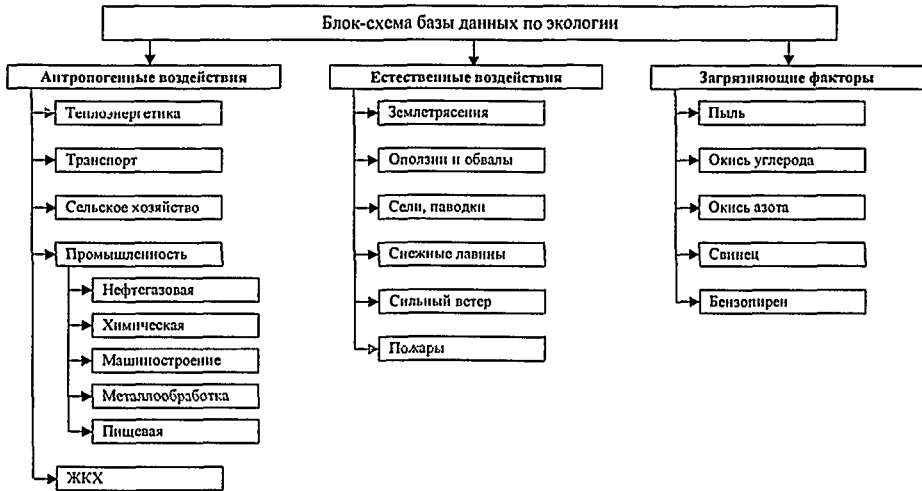 Блок-схема базы данных по экологии
Антропогенные воздействия
Теплоэнергетика
Транспорт
Сельское хозяйство
Промышленность
Нефтегазовая
Химическая
Машиностроение
Металлообработка
Пищевая
ЖКХ
Естественные воздействия
Землетрясения
Оползни и обвалы
Сели, паводки
Снежные лавины
Сильный ветер
Пожары
Загрязняющие факторы
Пыль
Окись углерода
Окись азота
Свинец
Бензопирен